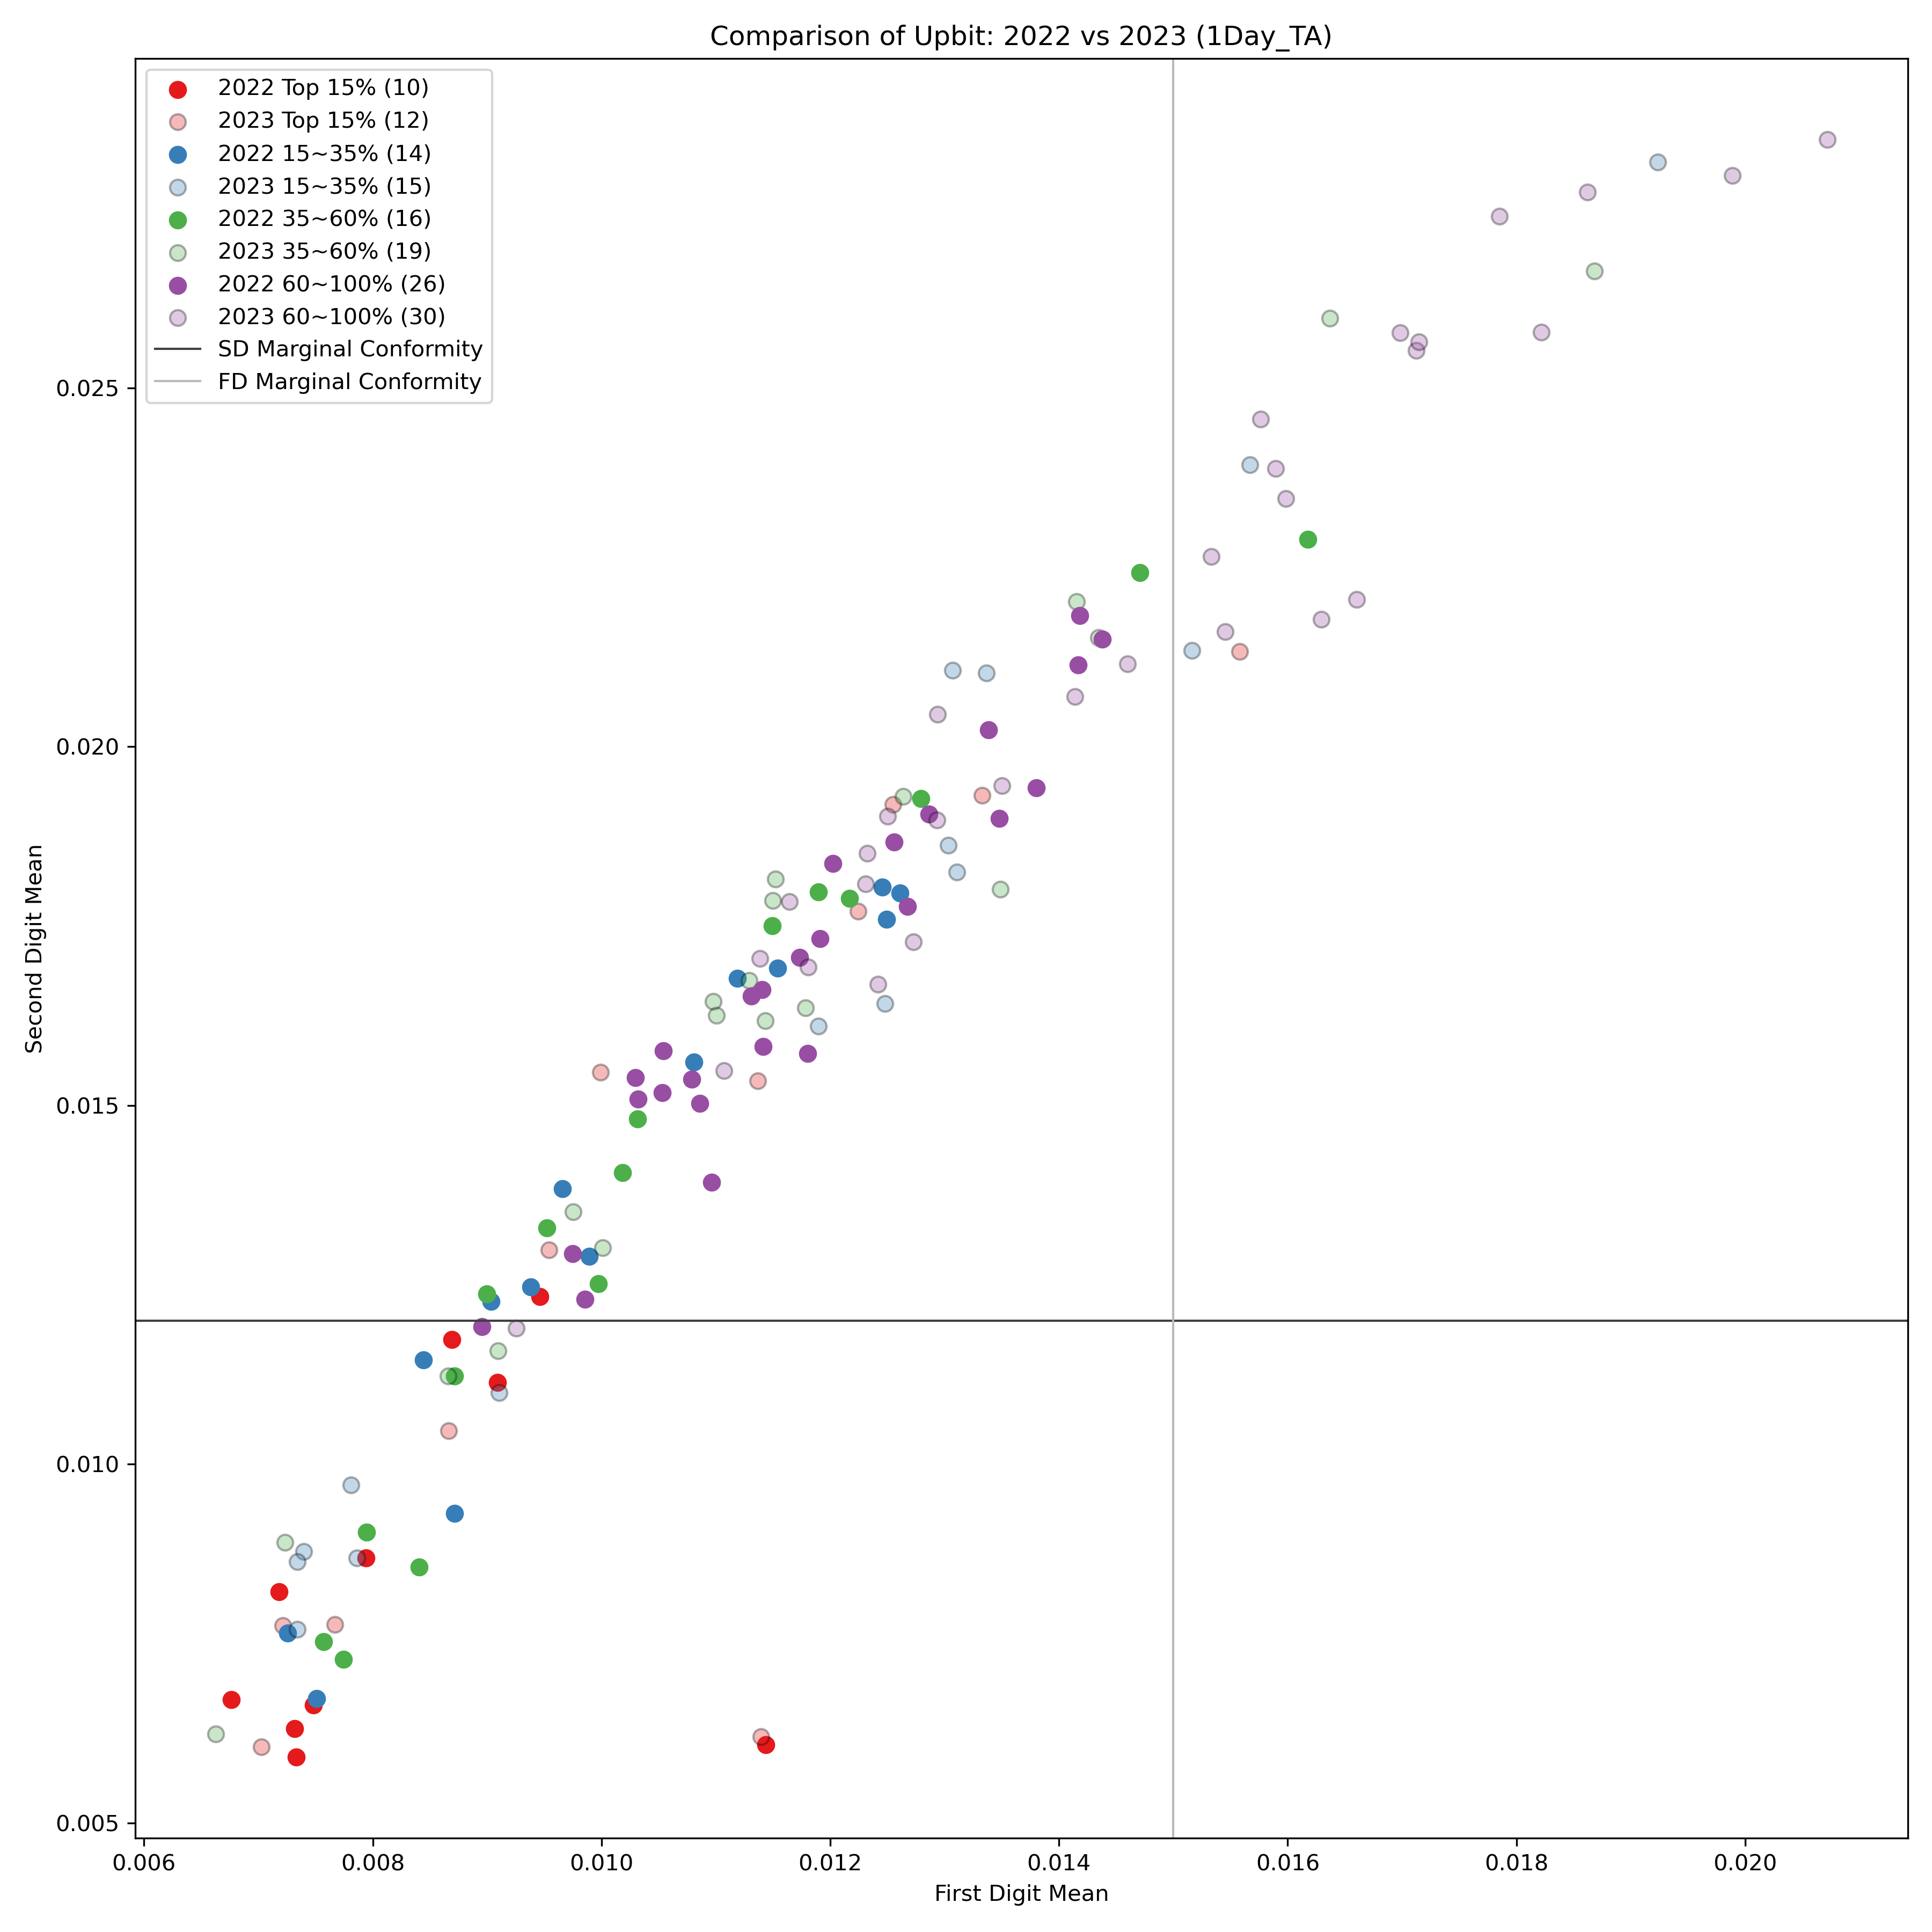 Comparison of Upbit: 2022 vs 2023 (1Day_TA)
2022 Top 15% (10)
2023 Top 15% (12)
2022 15~35% (14)
2023 15~35% (15)
2022 35~60% (16)
2023 35~60% (19)
2022 60~100% (26)
2023 60~100% (30)
SD Marginal Conformity
FD Marginal Conformity
0.025
0.020
0.015
0.010
0.005
Second Digit Mean
0.006 0.008 0.010 0.012 0.014 0.016 0.018 0.020
First Digit Mean